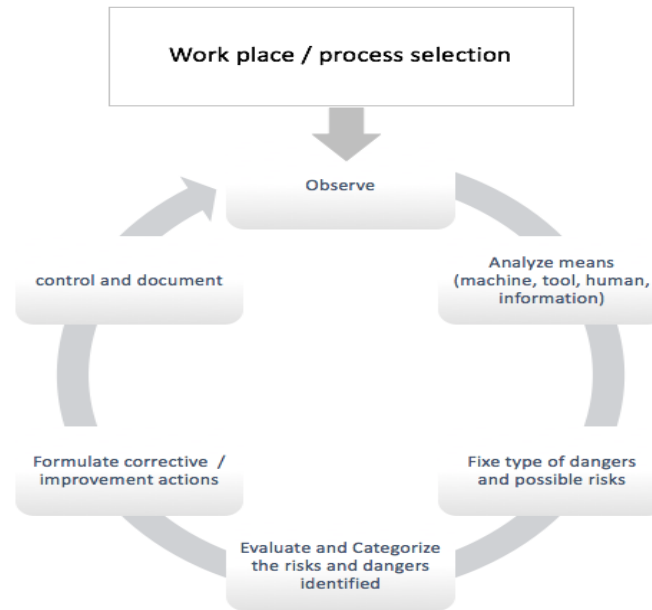 Work place / process selection
Observe
Analyze means
(machine, tool, human,
information)
Fixe type of dangers
and possible risks
Evaluate and Categorize
the risks and dangers
identified
Formulate corrective /
improvement actions
control and document